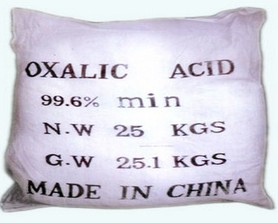 OXALIC ACID
99.6% min
N.W 25 KGS
G.W 25.1 KGS
MADE IN CHINA